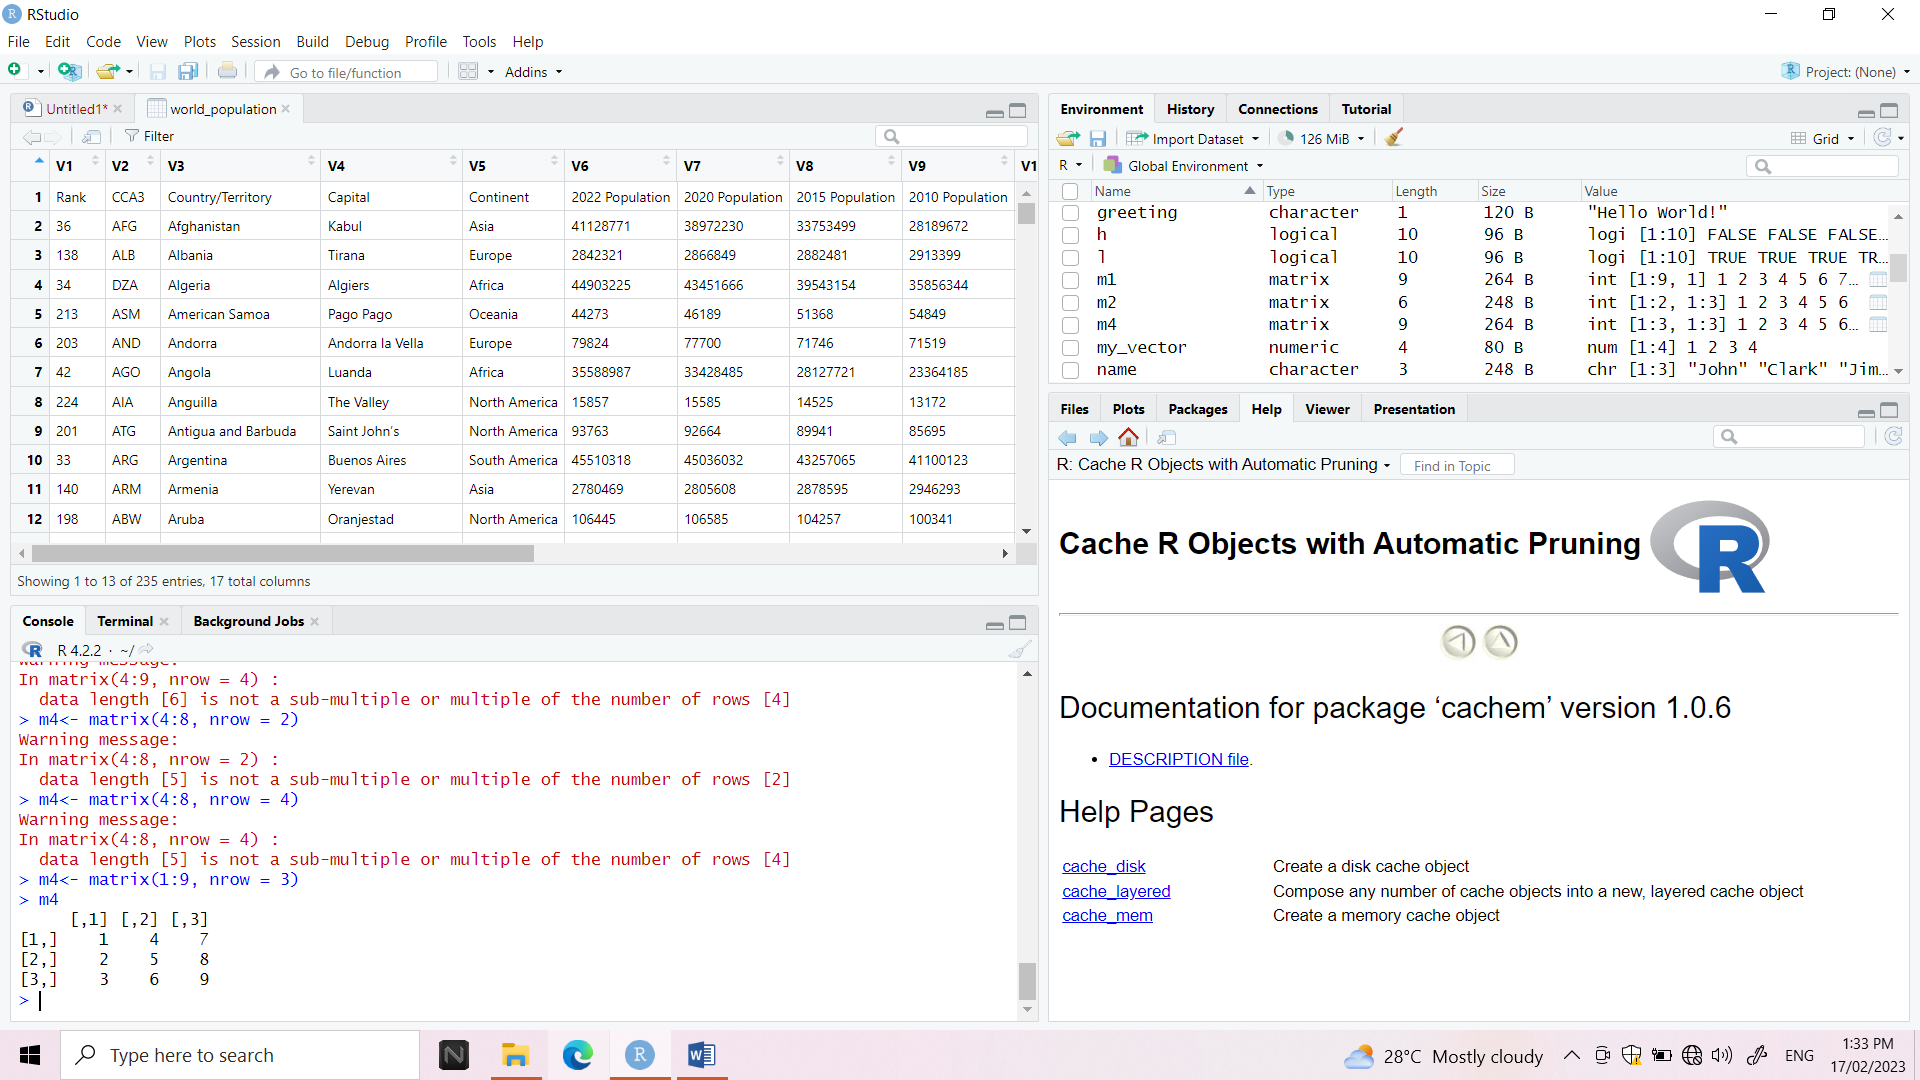 RStudio
File Edit Code View Plots Session Build Debug Profile Tools Help
Go to file/function Addins Project: (None)
Untitled1* world_population
Filter
V1 V2 V3 V4 V5 V6 V7 V8 V9 V1
1 Rank CCA3 Country/Territory Capital Continent 2022 Population 2020 Population 2015 Population 2010 Population
2 36 AFG Afghanistan Kabul Asia 41128771 38972230 33753499 28189672
3 138 ALB Albania Tirana Europe 2842321 2866849 2882481 2913399
4 34 DZA Algeria Algiers Africa 44903225 43451666 39543154 35856344
5 213 ASM American Samoa Pago Pago Oceania 44273 46189 51368 54849
6 203 AND Andorra Andorra la Vella Europe 79824 77700 71746 71519
7 42 AGO Angola Luanda Africa 35588987 33428485 28127721 23364185
8 224 AIA Anguilla The Valley North America 15857 15585 14525 13172
9 201 ATG Antigua and Barbuda Saint John's North America 93763 92664 89941 85695
10 33 ARG Argentina Buenos Aires South America 45510318 45036032 43257065 41100123
11 140 ARM Armenia Yerevan Asia 2780469 2805608 2878595 2946293
12 198 ABW Aruba Oranjestad North America 106445 106585 104257 100341
Showing 1 to 13 of 235 entries, 17 total columns
Console Terminal Background Jobs
R 4.2.2 · ~/
Warning message:
In matrix(4:9, nrow = 4) :
data length [6] is not a sub-multiple or multiple of the number of rows [4]
> m4<- matrix(4:8, nrow = 2)
Warning message:
In matrix(4:8, nrow = 2) :
data length [5] is not a sub-multiple or multiple of the number of rows [2]
> m4<- matrix(4:8, nrow = 4)
Warning message:
In matrix(4:8, nrow = 4) :
data length [5] is not a sub-multiple or multiple of the number of rows [4]
> m4<- matrix(1:9, nrow = 3)
> m4
[,1] [,2] [,3]
[1,] 1 4 7
[2,] 2 5 8
[3,] 3 6 9
>
Environment History Connections Tutorial
Import Dataset 126 MiB Grid
R Global Environment
Name Type Length Size Value
greeting character 1 120 B "Hello World!"
h logical 10 96 B logi [1:10] FALSE FALSE FALSE…
l logical 10 96 B logi [1:10] TRUE TRUE TRUE TR…
m1 matrix 9 264 B int [1:9, 1] 1 2 3 4 5 6 7…
m2 matrix 6 248 B int [1:2, 1:3] 1 2 3 4 5 6
m4 matrix 9 264 B int [1:3, 1:3] 1 2 3 4 5 6…
my_vector numeric 4 80 B num [1:4] 1 2 3 4
name character 3 248 B chr [1:3] "John" "Clark" "Jim…
Files Plots Packages Help Viewer Presentation
R: Cache R Objects with Automatic Pruning Find in Topic
Cache R Objects with Automatic Pruning R
Documentation for package ‘cachem’ version 1.0.6
• DESCRIPTION file.
Help Pages
cache_disk Create a disk cache object
cache_layered Compose any number of cache objects into a new, layered cache object
cache_mem Create a memory cache object
Type here to search
28°C Mostly cloudy ENG
1:33 PM
17/02/2023